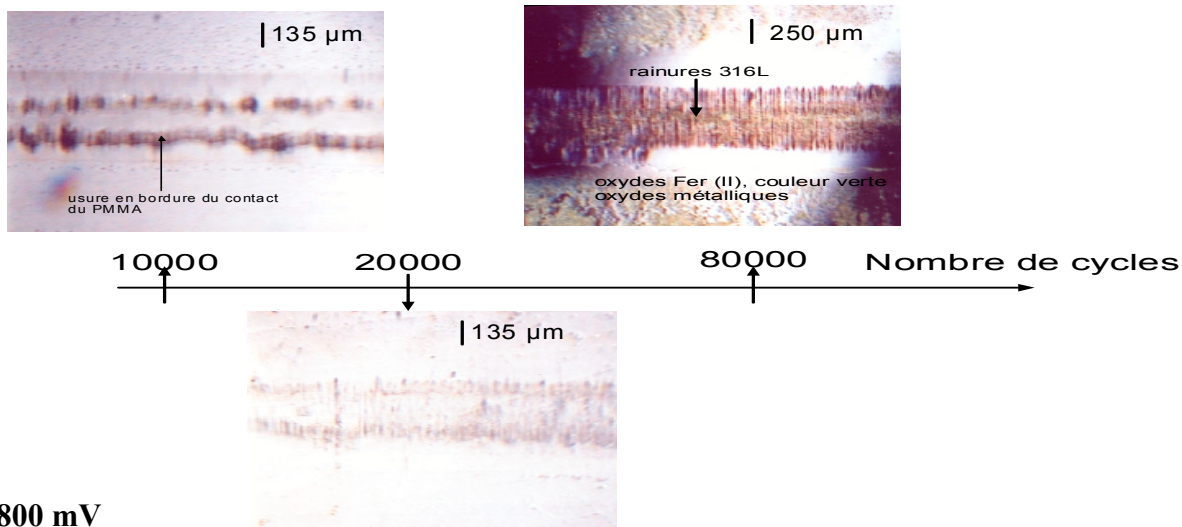 135 µm
250 µm
rainures 316L
usure en bordure du contact
du PMMA
oxydes Fer (II), couleur verte
oxydes métalliques
10000 20000 80000 Nombre de cycles
135 µm
800 mV